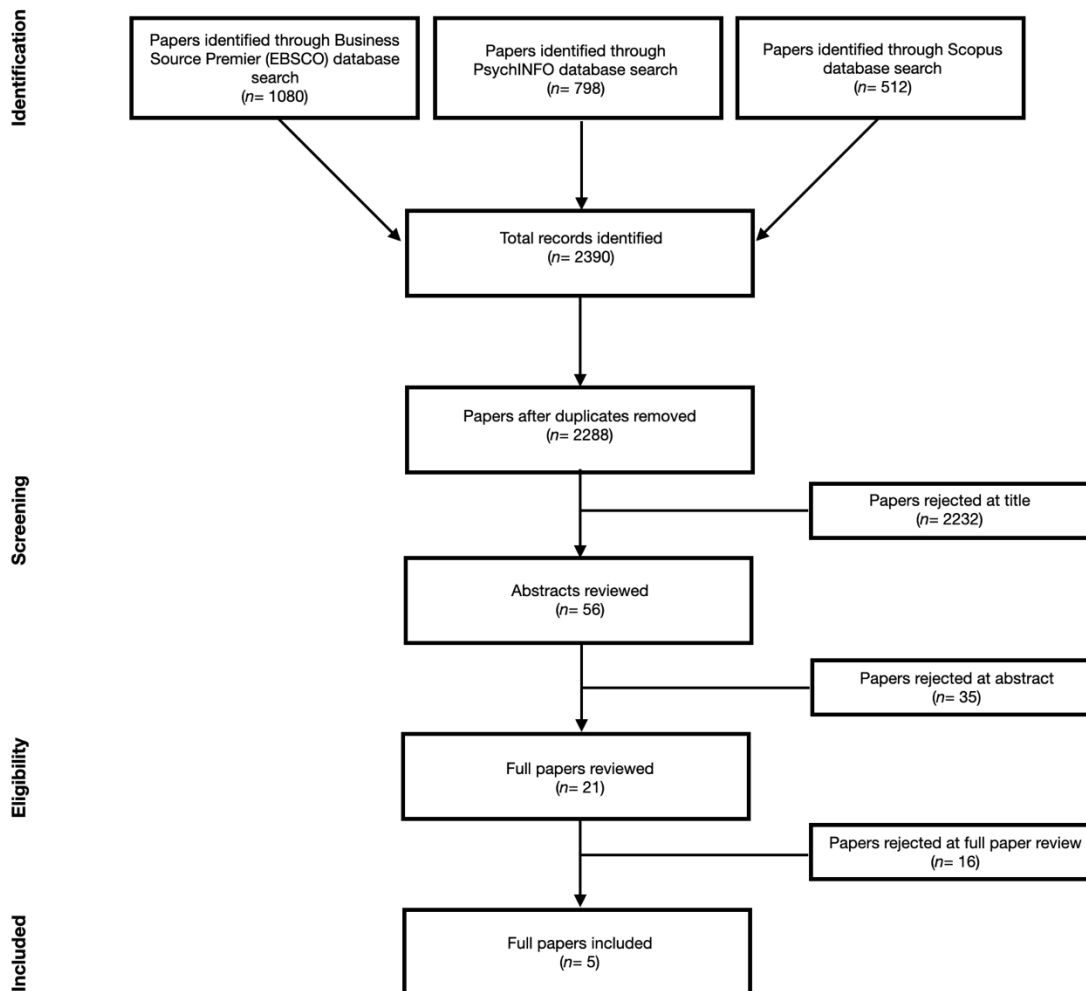 Identification
Papers identified through Business
Source Premier (EBSCO) database
search
(n= 1080)
Papers identified through
PsychINFO database search
(n= 798)
Papers identified through Scopus
database search
(n= 512)
Total records identified
(n= 2390)
Papers after duplicates removed
(n= 2288)
Screening
Papers rejected at title
(n= 2232)
Abstracts reviewed
(n= 56)
Papers rejected at abstract
(n= 35)
Eligibility
Full papers reviewed
(n= 21)
Papers rejected at full paper review
(n= 16)
Included
Full papers included
(n= 5)